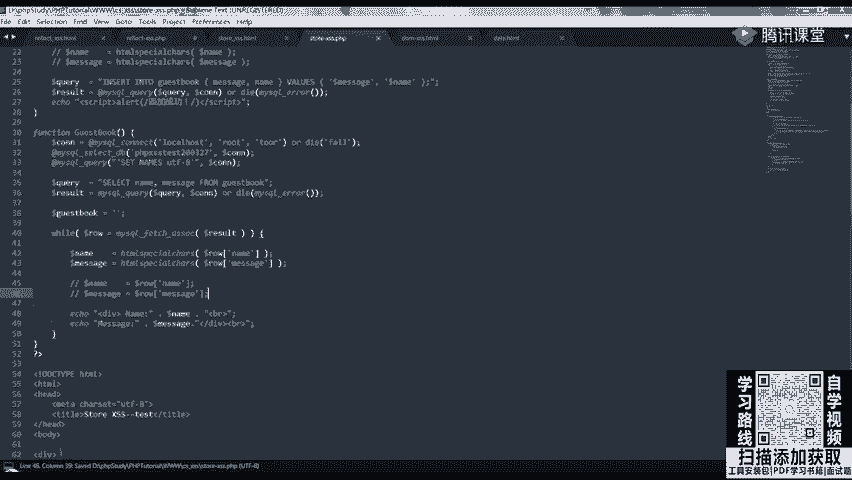 D:\phpStudy\PHPTutorial\WWW\cs_xss\store-xss.php - Sublime Text (UNREGISTERED)
File Edit Selection Find View Goto Tools Project Preferences Help
reflect_xss.html reflect-xss.php store_xss.html store-xss.php dom-xss.html
腾讯课堂
22 // $name = htmlspecialchars( $name );
23 // $message = htmlspecialchars( $message );
24
25 $query = "INSERT INTO guestbook ( message, name ) VALUES ( '$message', '$name' );";
26 $result = @mysql_query($query, $conn) or die(mysql_error());
27 echo "<script>alert(/ !/)</script>";
28 }
29
30 function GuestBook() {
31 $conn = @mysql_connect('localhost', 'root', 'toor') or die('fail');
32 @mysql_select_db('phpxsstest200327', $conn);
33 @mysql_query("'SET NAMES utf-8'", $conn);
34
35 $query = "SELECT name, message FROM guestbook";
36 $result = mysql_query($query, $conn) or die(mysql_error());
37
38 $guestbook = '';
39
40 while( $row = mysql_fetch_assoc( $result ) ) {
41
42 $name = htmlspecialchars( $row['name'] );
43 $message = htmlspecialchars( $row['message'] );
44
45 // $name = $row['name'];
46 // $message = $row['message'];
47
48 echo "<div> Name:" . $name . "<br>";
49 echo "Message:" . $message."</div><br>";
50 }
51 }
52 ?>
53
54 <!DOCTYPE html>
55 <html>
56 <head>
57 <meta charset="utf-8">
58 <title>Store XSS--test</title>
59 </head>
60 <body>
61
62 <div>
Line 46, Column 39; Saved D:\phpStudy\PHPTutorial\WWW\cs_xss\store-xss.php (UTF-8)
学习路线
自学视频
扫描添加获取
工具安装包|PDF学习书籍|面试题